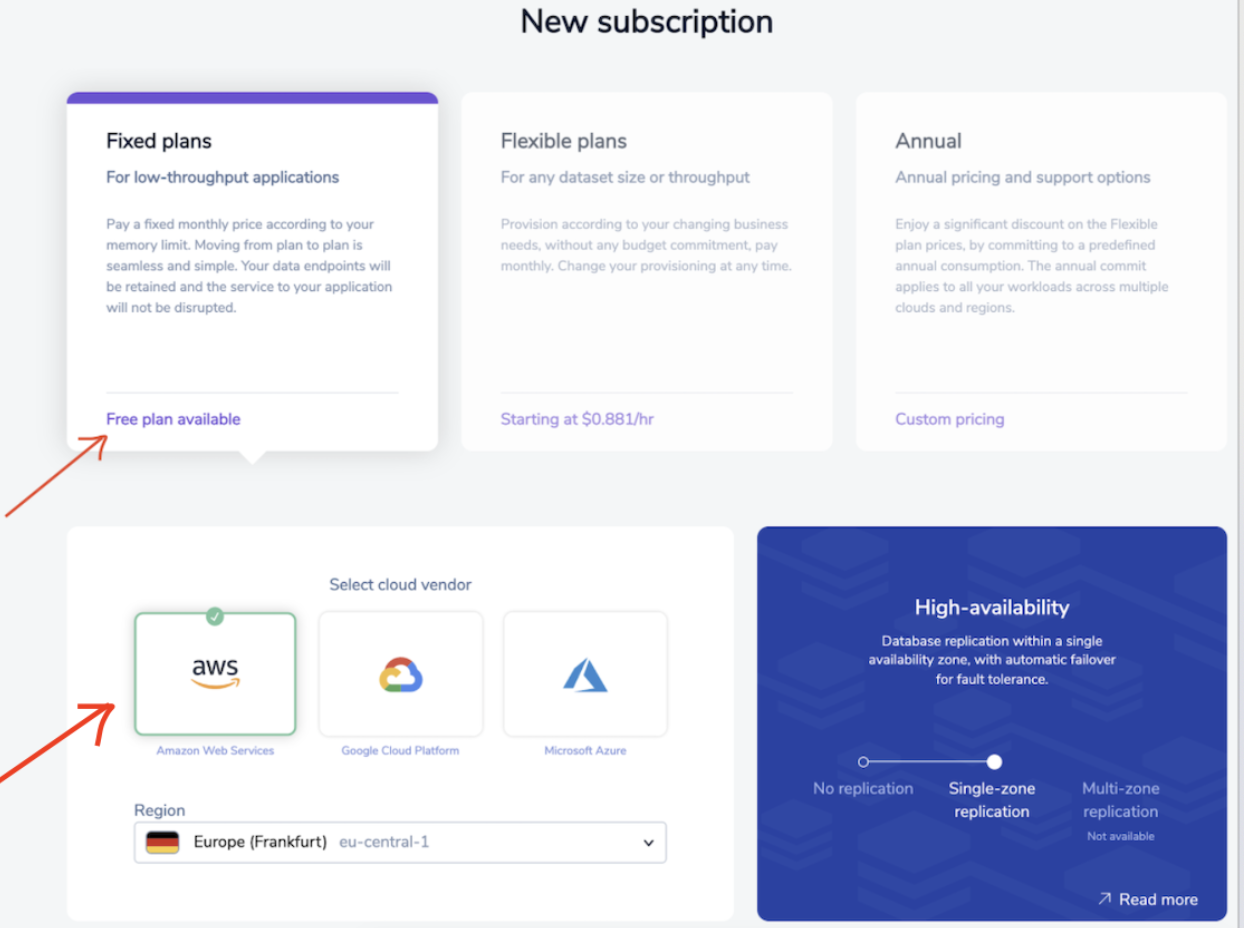 New subscription
Fixed plans
For low-throughput applications
Pay a fixed monthly price according to your
memory limit. Moving from plan to plan is
seamless and simple. Your data endpoints will
be retained and the service to your application
will not be disrupted.
Free plan available
Flexible plans
For any dataset size or throughput
Provision according to your changing business
needs, without any budget commitment, pay
monthly. Change your provisioning at any time.
Starting at $0.881/hr
Annual
Annual pricing and support options
Enjoy a significant discount on the Flexible
plan prices, by committing to a predefined
annual consumption. The annual commit
applies to all your workloads across multiple
clouds and regions.
Custom pricing
Select cloud vendor
aws
Amazon Web Services
Google Cloud Platform
Microsoft Azure
Region
Europe (Frankfurt) eu-central-1
High-availability
Database replication within a single
availability zone, with automatic failover
for fault tolerance.
No replication
Single-zone
replication
Multi-zone
replication
Not available
Read more